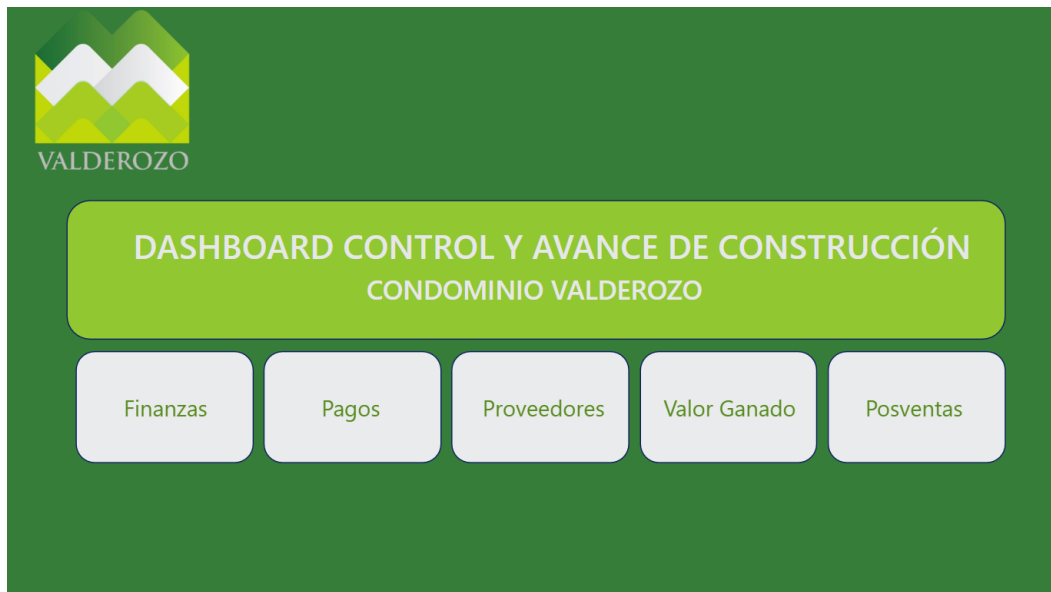 VALDEROZO
DASHBOARD CONTROL Y AVANCE DE CONSTRUCCIÓN
CONDOMINIO VALDEROZO
Finanzas
Pagos
Proveedores
Valor Ganado
Posventas